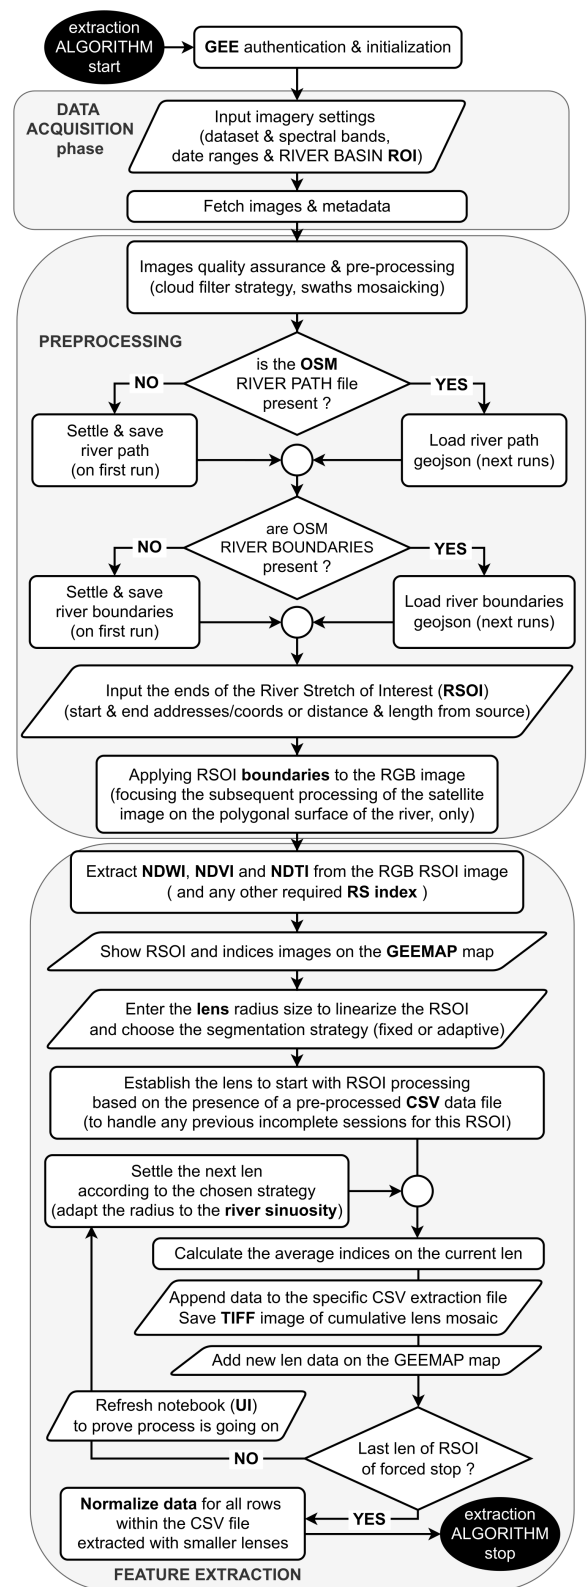 extraction
ALGORITHM
start
GEE authentication & initialization
DATA
ACQUISITION
phase
Input imagery settings
(dataset & spectral bands,
date ranges & RIVER BASIN ROI)
Fetch images & metadata
Images quality assurance & pre-processing
(cloud filter strategy, swaths mosaicking)
PREPROCESSING
is the OSM
RIVER PATH file
present ?
NO
YES
Settle & save
river path
(on first run)
Load river path
geojson (next runs)
are OSM
RIVER BOUNDARIES
present ?
NO
YES
Settle & save
river boundaries
(on first run)
Load river boundaries
geojson (next runs)
Input the ends of the River Stretch of Interest (RSOI)
(start & end addresses/coords or distance & length from source)
Applying RSOI boundaries to the RGB image
(focusing the subsequent processing of the satellite
image on the polygonal surface of the river, only)
Extract NDWI, NDVI and NDTI from the RGB RSOI image
( and any other required RS index )
Show RSOI and indices images on the GEEMAP map
Enter the lens radius size to linearize the RSOI
and choose the segmentation strategy (fixed or adaptive)
Establish the lens to start with RSOI processing
based on the presence of a pre-processed CSV data file
(to handle any previous incomplete sessions for this RSOI)
Settle the next len
according to the chosen strategy
(adapt the radius to the river sinuosity)
Calculate the average indices on the current len
Append data to the specific CSV extraction file
Save TIFF image of cumulative lens mosaic
Add new len data on the GEEMAP map
Refresh notebook (UI)
to prove process is going on
NO
Last len of RSOI
of forced stop ?
YES
Normalize data for all rows
within the CSV file
extracted with smaller lenses
extraction
ALGORITHM
stop
FEATURE EXTRACTION